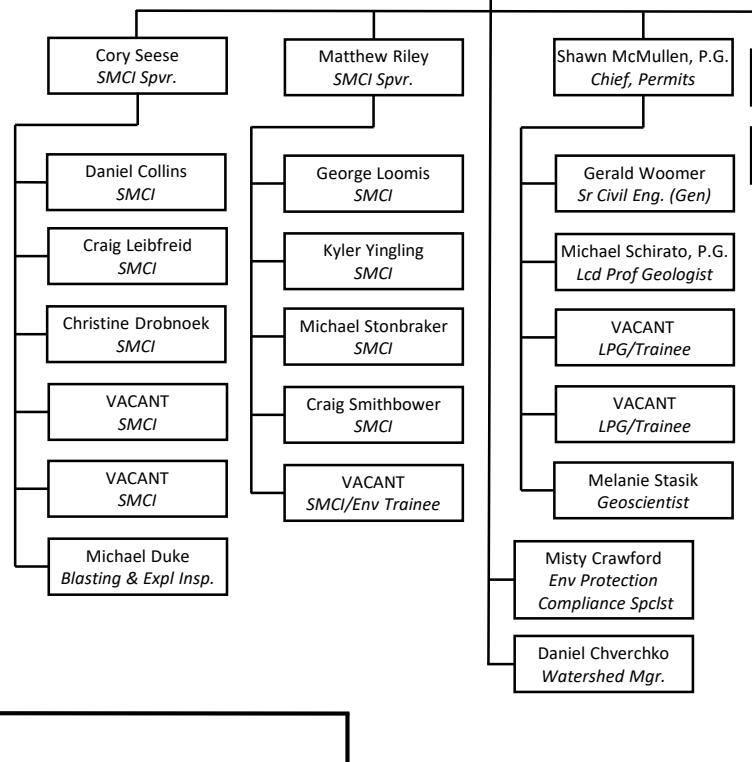 Cory Seese
SMCI Spvr.
Daniel Collins
SMCI
Craig Leibfreid
SMCI
Christine Drobnoek
SMCI
VACANT
SMCI
VACANT
SMCI
Michael Duke
Blasting & Expl Insp.
Matthew Riley
SMCI Spvr.
George Loomis
SMCI
Kyler Yingling
SMCI
Michael Stonbraker
SMCI
Craig Smithbower
SMCI
VACANT
SMCI/Env Trainee
Shawn McMullen, P.G.
Chief, Permits
Gerald Woomer
Sr Civil Eng. (Gen)
Michael Schirato, P.G.
Lcd Prof Geologist
VACANT
LPG/Trainee
VACANT
LPG/Trainee
Melanie Stasik
Geoscientist
Misty Crawford
Env Protection
Compliance Spclst
Daniel Chverchko
Watershed Mgr.